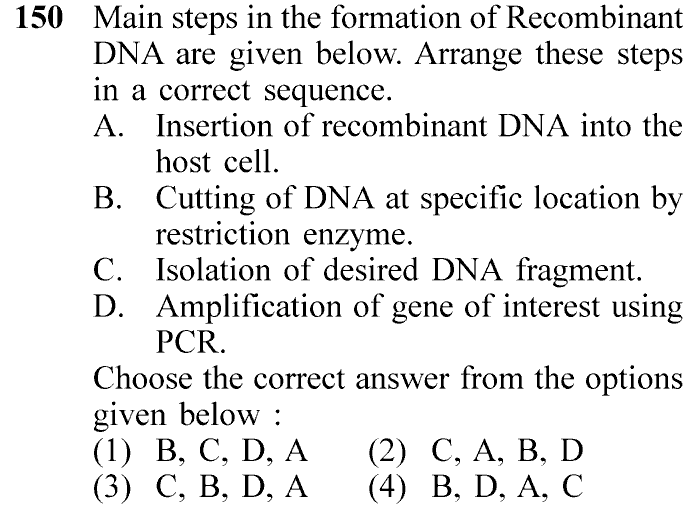 150 Main steps in the formation of Recombinant
DNA are given below. Arrange these steps
in a correct sequence.
A. Insertion of recombinant DNA into the
host cell.
B. Cutting of DNA at specific location by
restriction enzyme.
C. Isolation of desired DNA fragment.
D. Amplification of gene of interest using
PCR.
Choose the correct answer from the options
given below :
(1) B, C, D, A (2) C, A, B, D
(3) C, B, D, A (4) B, D, A, C